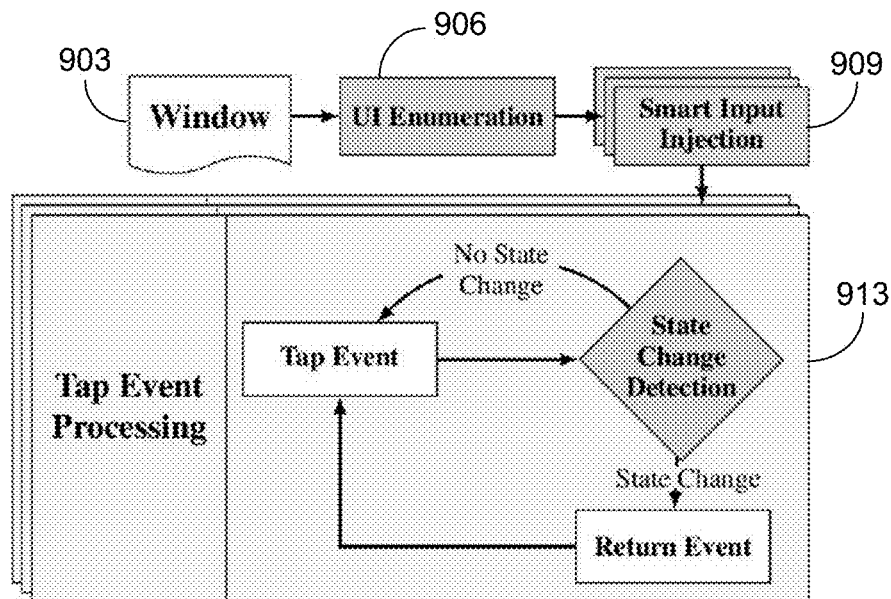 906
903
909
Window
UI Enumeration
Smart Input
Injection
No State
Change
913
State
Change
Detection
Tap Event
Tap Event
Processing
State Change
Return Event